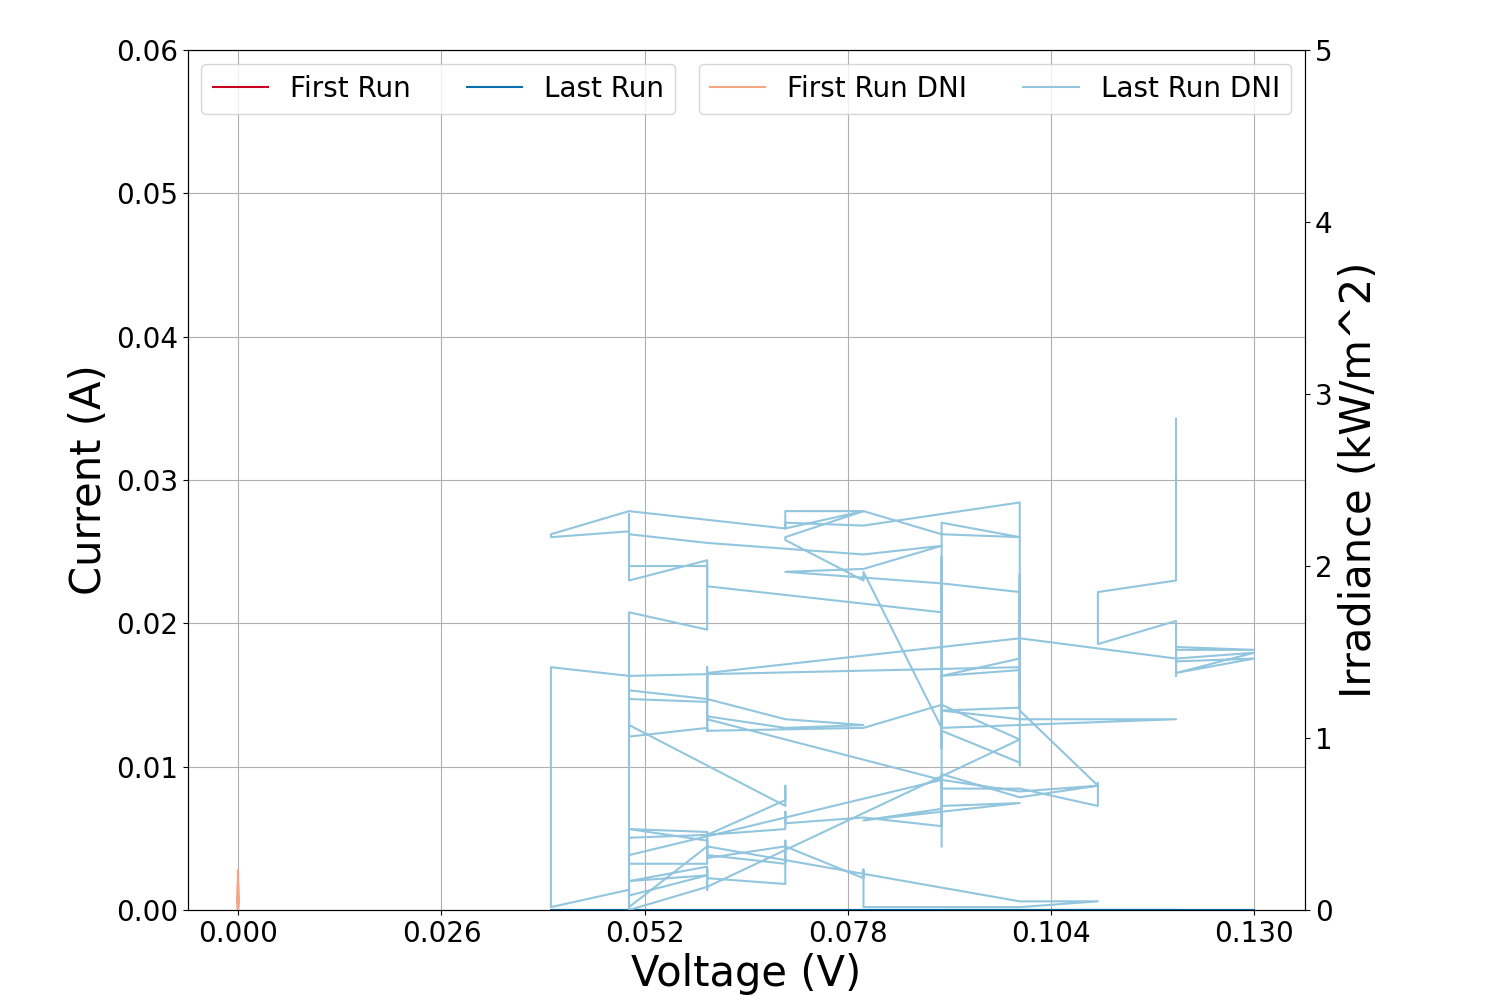 First Run
Last Run
First Run DNI
Last Run DNI
0.06
0.05
0.04
0.03
0.02
0.01
0.00
Current (A)
5
4
3
2
1
0
Irradiance (kW/m^2)
0.000
0.026
0.052
0.078
0.104
0.130
Voltage (V)